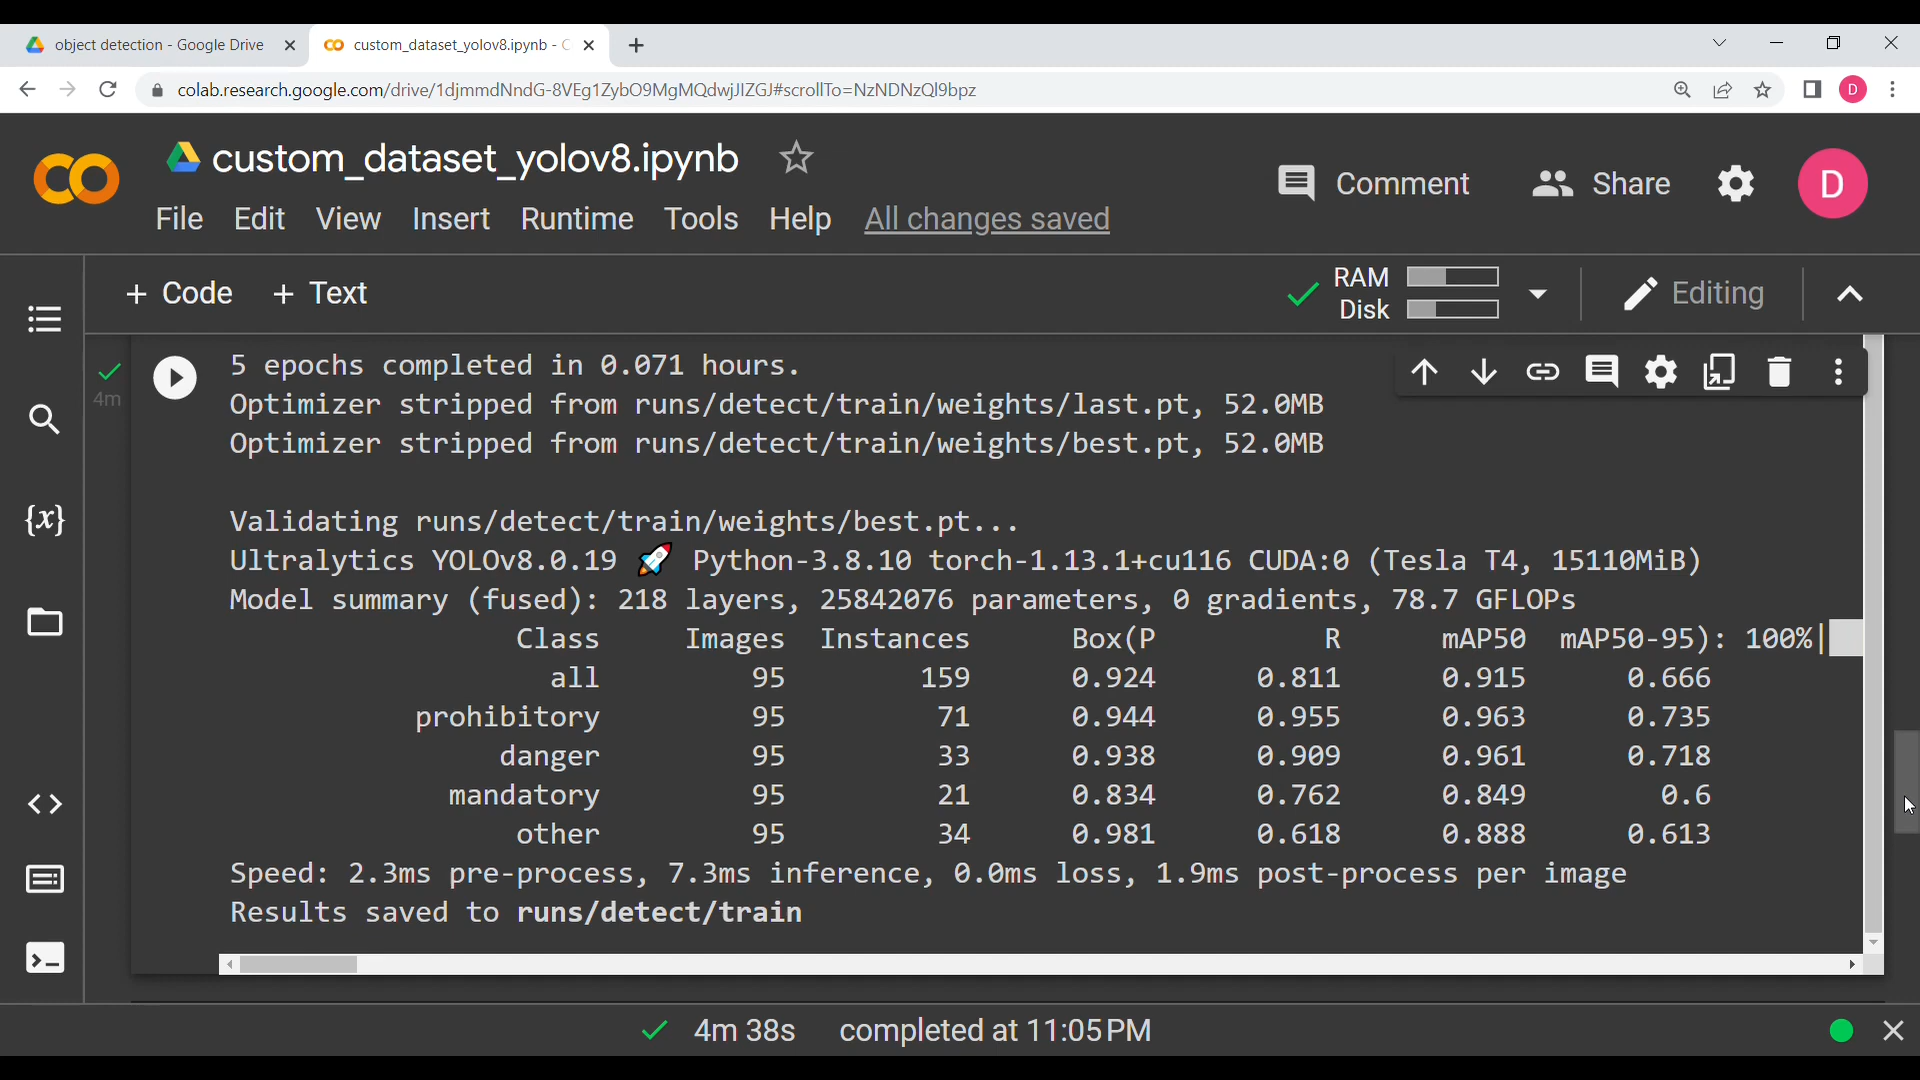 object detection - Google Drive
custom_dataset_yolov8.ipynb - C
colab.research.google.com/drive/1djmmdNndG-8VEg1ZybO9MgMQdwjJIZGJ#scrollTo=NzNDNzQl9bpz
D
custom_dataset_yolov8.ipynb
Comment
Share
D
File Edit View Insert Runtime Tools Help All changes saved
+ Code + Text
RAM
Disk
Editing
4m
5 epochs completed in 0.071 hours.
Optimizer stripped from runs/detect/train/weights/last.pt, 52.0MB
Optimizer stripped from runs/detect/train/weights/best.pt, 52.0MB
Validating runs/detect/train/weights/best.pt...
Ultralytics YOLOv8.0.19 🚀 Python-3.8.10 torch-1.13.1+cu116 CUDA:0 (Tesla T4, 15110MiB)
Model summary (fused): 218 layers, 25842076 parameters, 0 gradients, 78.7 GFLOPs
Class Images Instances Box(P R mAP50 mAP50-95): 100%|
all 95 159 0.924 0.811 0.915 0.666
prohibitory 95 71 0.944 0.955 0.963 0.735
danger 95 33 0.938 0.909 0.961 0.718
mandatory 95 21 0.834 0.762 0.849 0.6
other 95 34 0.981 0.618 0.888 0.613
Speed: 2.3ms pre-process, 7.3ms inference, 0.0ms loss, 1.9ms post-process per image
Results saved to runs/detect/train
4m 38s completed at 11:05 PM